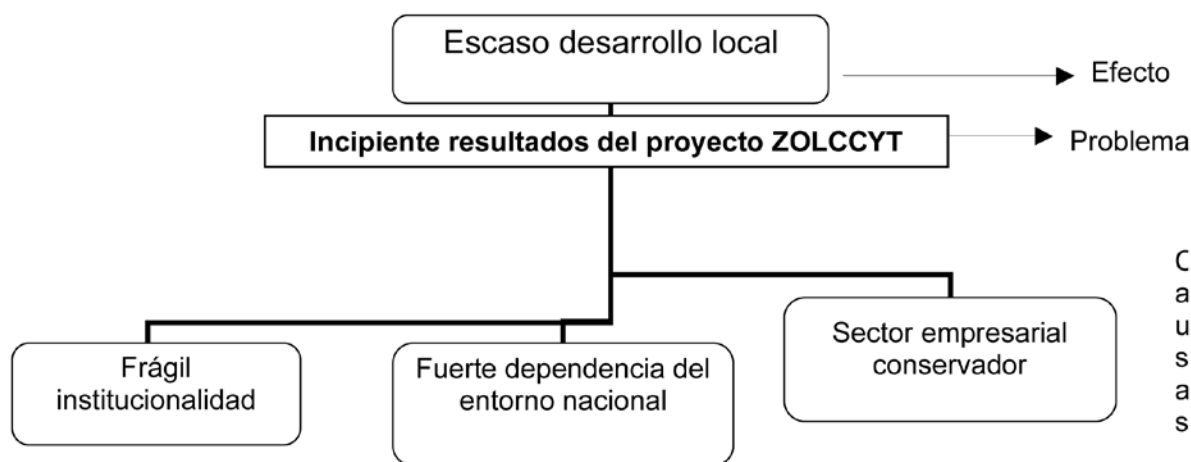 Escaso desarrollo local
Efecto
Incipiente resultados del proyecto ZOLCCYT
Problema
C
a
u
s
a
s
Sector empresarial
conservador
Frágil
institucionalidad
Fuerte dependencia del
entorno nacional